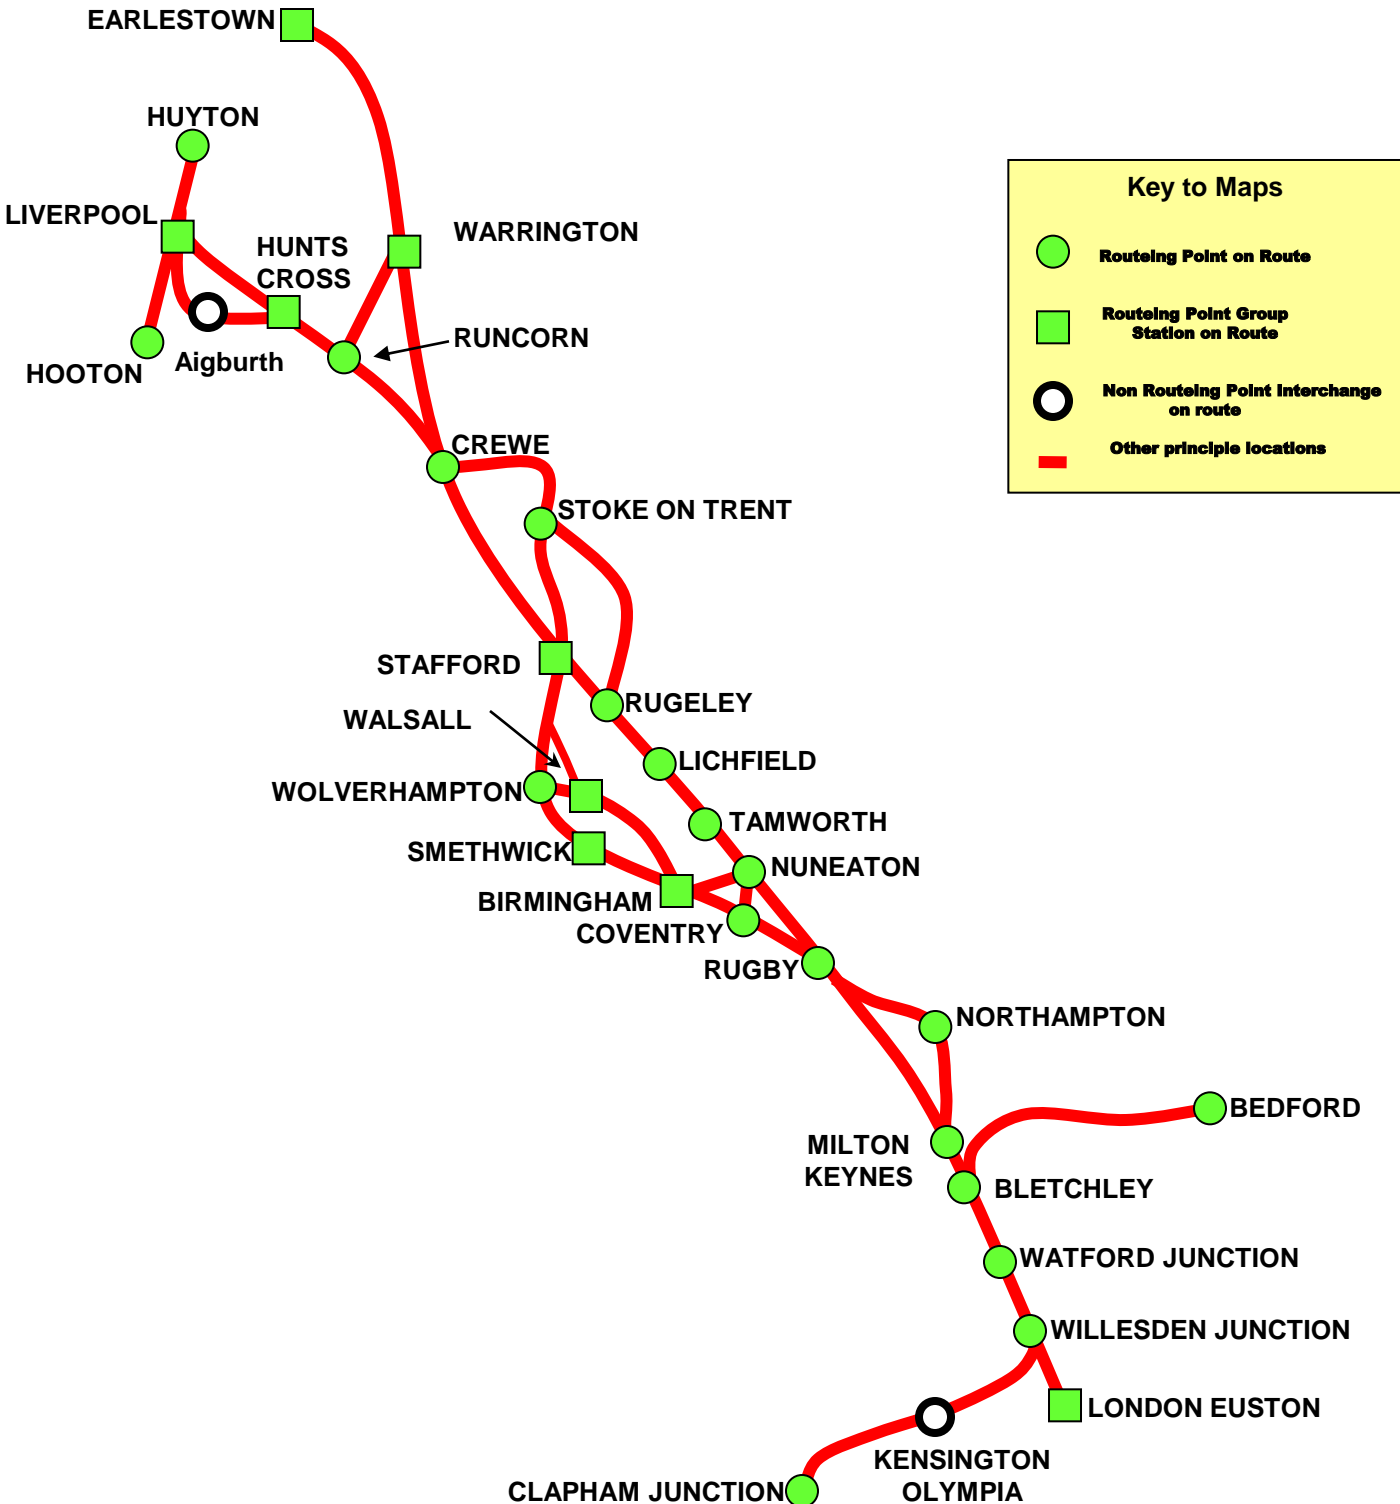 EARLESTOWN
HUYTON
LIVERPOOL
HUNTS
CROSS
WARRINGTON
RUNCORN
HOOTON
Aigburth
Key to Maps
Routeing Point on Route
Routeing Point Group
Station on Route
Non Routeing Point Interchange
on route
Other principle locations
CREWE
STOKE ON TRENT
STAFFORD
RUGELEY
WALSALL
LICHFIELD
WOLVERHAMPTON
TAMWORTH
SMETHWICK
NUNEATON
BIRMINGHAM
COVENTRY
RUGBY
NORTHAMPTON
BEDFORD
MILTON
KEYNES
BLETCHLEY
WATFORD JUNCTION
WILLESDEN JUNCTION
LONDON EUSTON
KENSINGTON
OLYMPIA
CLAPHAM JUNCTION